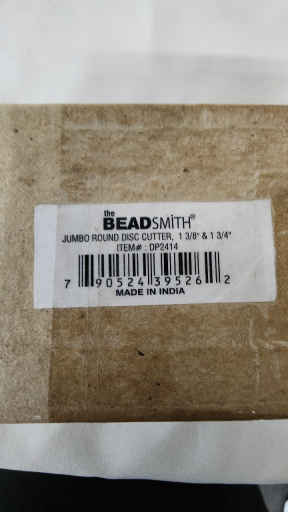 the
BEADSMiTH®
JUMBO ROUND DISC CUTTER, 1 3/8" & 1 3/4"
ITEM# : DP2414
7 90524 39526 2
MADE IN INDIA